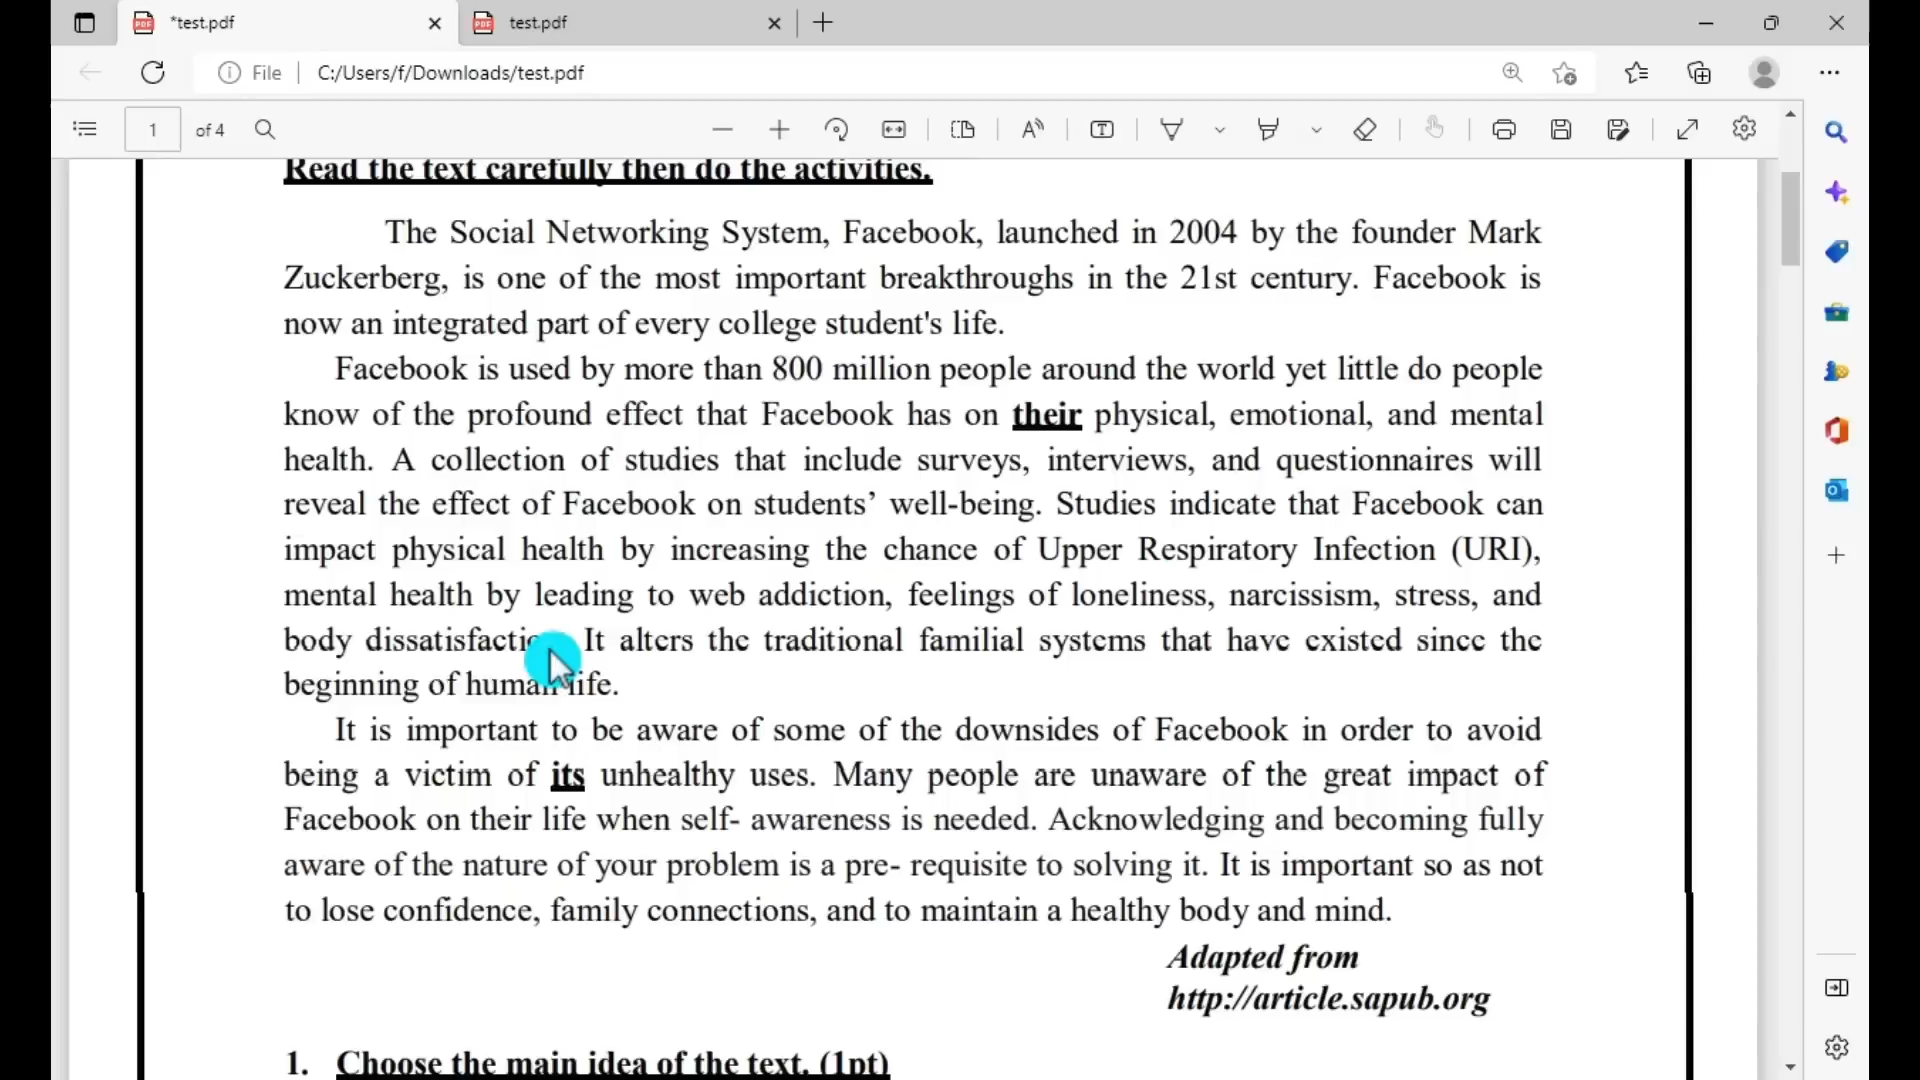 *test.pdf
test.pdf
File
C:/Users/f/Downloads/test.pdf
1 of 4
Read the text carefully then do the activities.
The Social Networking System, Facebook, launched in 2004 by the founder Mark
Zuckerberg, is one of the most important breakthroughs in the 21st century. Facebook is
now an integrated part of every college student's life.
Facebook is used by more than 800 million people around the world yet little do people
know of the profound effect that Facebook has on their physical, emotional, and mental
health. A collection of studies that include surveys, interviews, and questionnaires will
reveal the effect of Facebook on students’ well-being. Studies indicate that Facebook can
impact physical health by increasing the chance of Upper Respiratory Infection (URI),
mental health by leading to web addiction, feelings of loneliness, narcissism, stress, and
body dissatisfaction. It alters the traditional familial systems that have existed since the
beginning of human life.
It is important to be aware of some of the downsides of Facebook in order to avoid
being a victim of its unhealthy uses. Many people are unaware of the great impact of
Facebook on their life when self- awareness is needed. Acknowledging and becoming fully
aware of the nature of your problem is a pre- requisite to solving it. It is important so as not
to lose confidence, family connections, and to maintain a healthy body and mind.
Adapted from
http://article.sapub.org
1. Choose the main idea of the text. (1pt)